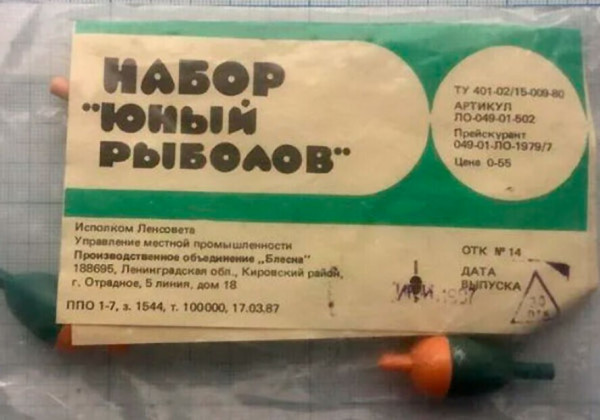 НАБОР
"ЮНЫЙ
РЫБОЛОВ"
ТУ 401-02/15-009-80
АРТИКУЛ
ЛО-049-01-502
Прейскурант
049-01-ЛО-1979/7
Цена 0-55
Исполком Ленсовета
Управление местной промышленности
Производственное объединение „Блесна"
188695, Ленинградская обл., Кировский район,
г. Отрадное, 5 линия, дом 18
ППО 1-7, з. 1544, т. 100000, 17.03.87
ОТК № 14
ДАТА
ВЫПУСКА